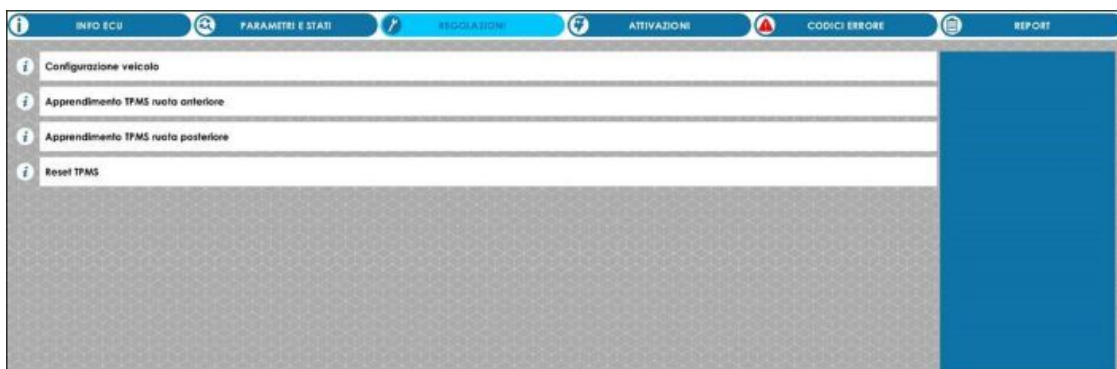 INFO ECU
PARAMETRI E STATI
REGOLAZIONI
ATTIVAZIONI
CODICI ERRORE
REPORT
Configurazione veicolo
Apprendimento TPMS ruota anteriore
Apprendimento TPMS ruota posteriore
Reset TPMS